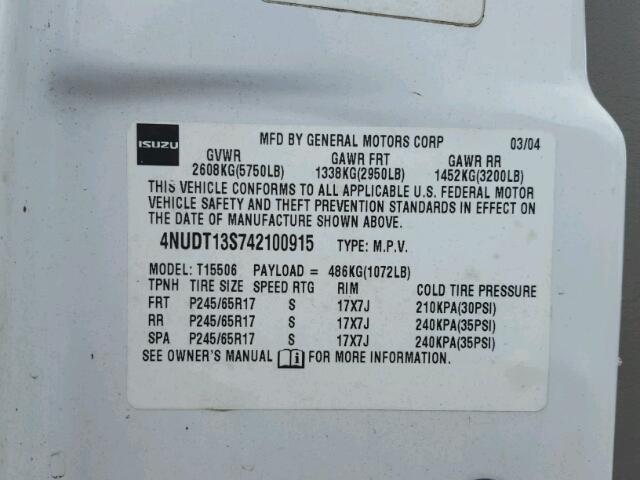 ISUZU
MFD BY GENERAL MOTORS CORP 03/04
GVWR GAWR FRT GAWR RR
2608KG(5750LB) 1338KG(2950LB) 1452KG(3200LB)
THIS VEHICLE CONFORMS TO ALL APPLICABLE U.S. FEDERAL MOTOR
VEHICLE SAFETY AND THEFT PREVENTION STANDARDS IN EFFECT ON
THE DATE OF MANUFACTURE SHOWN ABOVE.
4NUDT13S742100915 TYPE: M.P.V.
MODEL: T15506 PAYLOAD = 486KG(1072LB)
TPNH TIRE SIZE SPEED RTG RIM COLD TIRE PRESSURE
FRT P245/65R17 S 17X7J 210KPA(30PSI)
RR P245/65R17 S 17X7J 240KPA(35PSI)
SPA P245/65R17 S 17X7J 240KPA(35PSI)
SEE OWNER'S MANUAL FOR MORE INFORMATION.